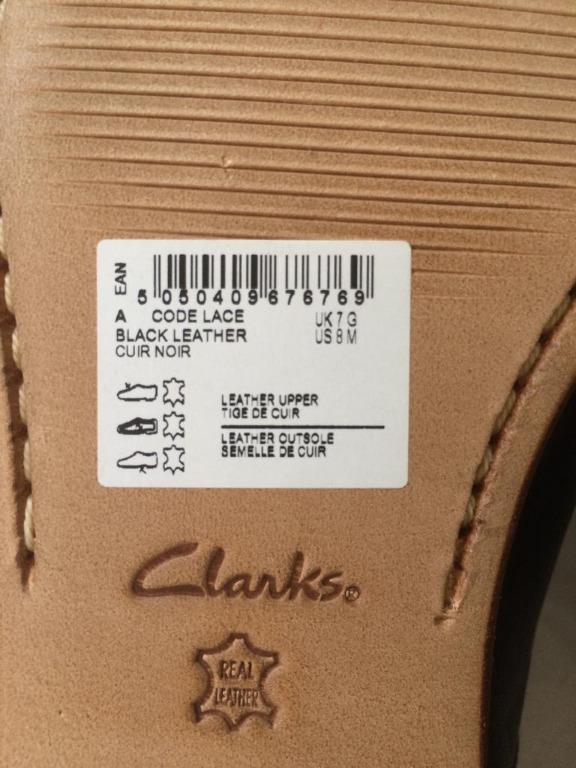 EAN
5 050409 676769
A CODE LACE UK 7 G
BLACK LEATHER US 8 M
CUIR NOIR
LEATHER UPPER
TIGE DE CUIR
LEATHER OUTSOLE
SEMELLE DE CUIR
Clarks®
REAL
LEATHER